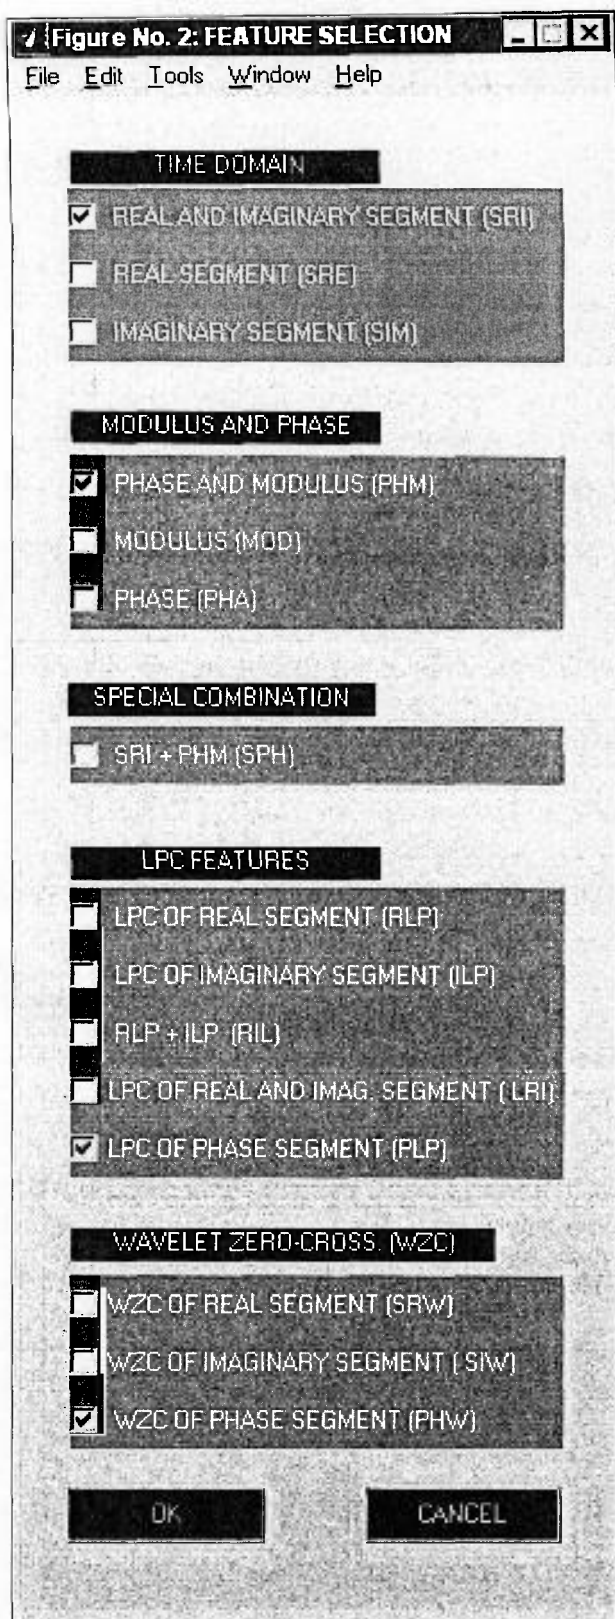 Figure No. 2: FEATURE SELECTION
File Edit Tools Window Help
TIME DOMAIN
REAL AND IMAGINARY SEGMENT (SRI)
REAL SEGMENT (SRE)
IMAGINARY SEGMENT (SIM)
MODULUS AND PHASE
PHASE AND MODULUS (PHM)
MODULUS (MOD)
PHASE (PHA)
SPECIAL COMBINATION
SRI + PHM (SPH)
LPC FEATURES
LPC OF REAL SEGMENT (RLP)
LPC OF IMAGINARY SEGMENT (ILP)
RLP + ILP (RIL)
LPC OF REAL AND IMAG. SEGMENT ( LRI)
LPC OF PHASE SEGMENT (PLP)
WAVELET ZERO-CROSS. (WZC)
WZC OF REAL SEGMENT (SRW)
WZC OF IMAGINARY SEGMENT ( SIW)
WZC OF PHASE SEGMENT (PHW)
OK CANCEL